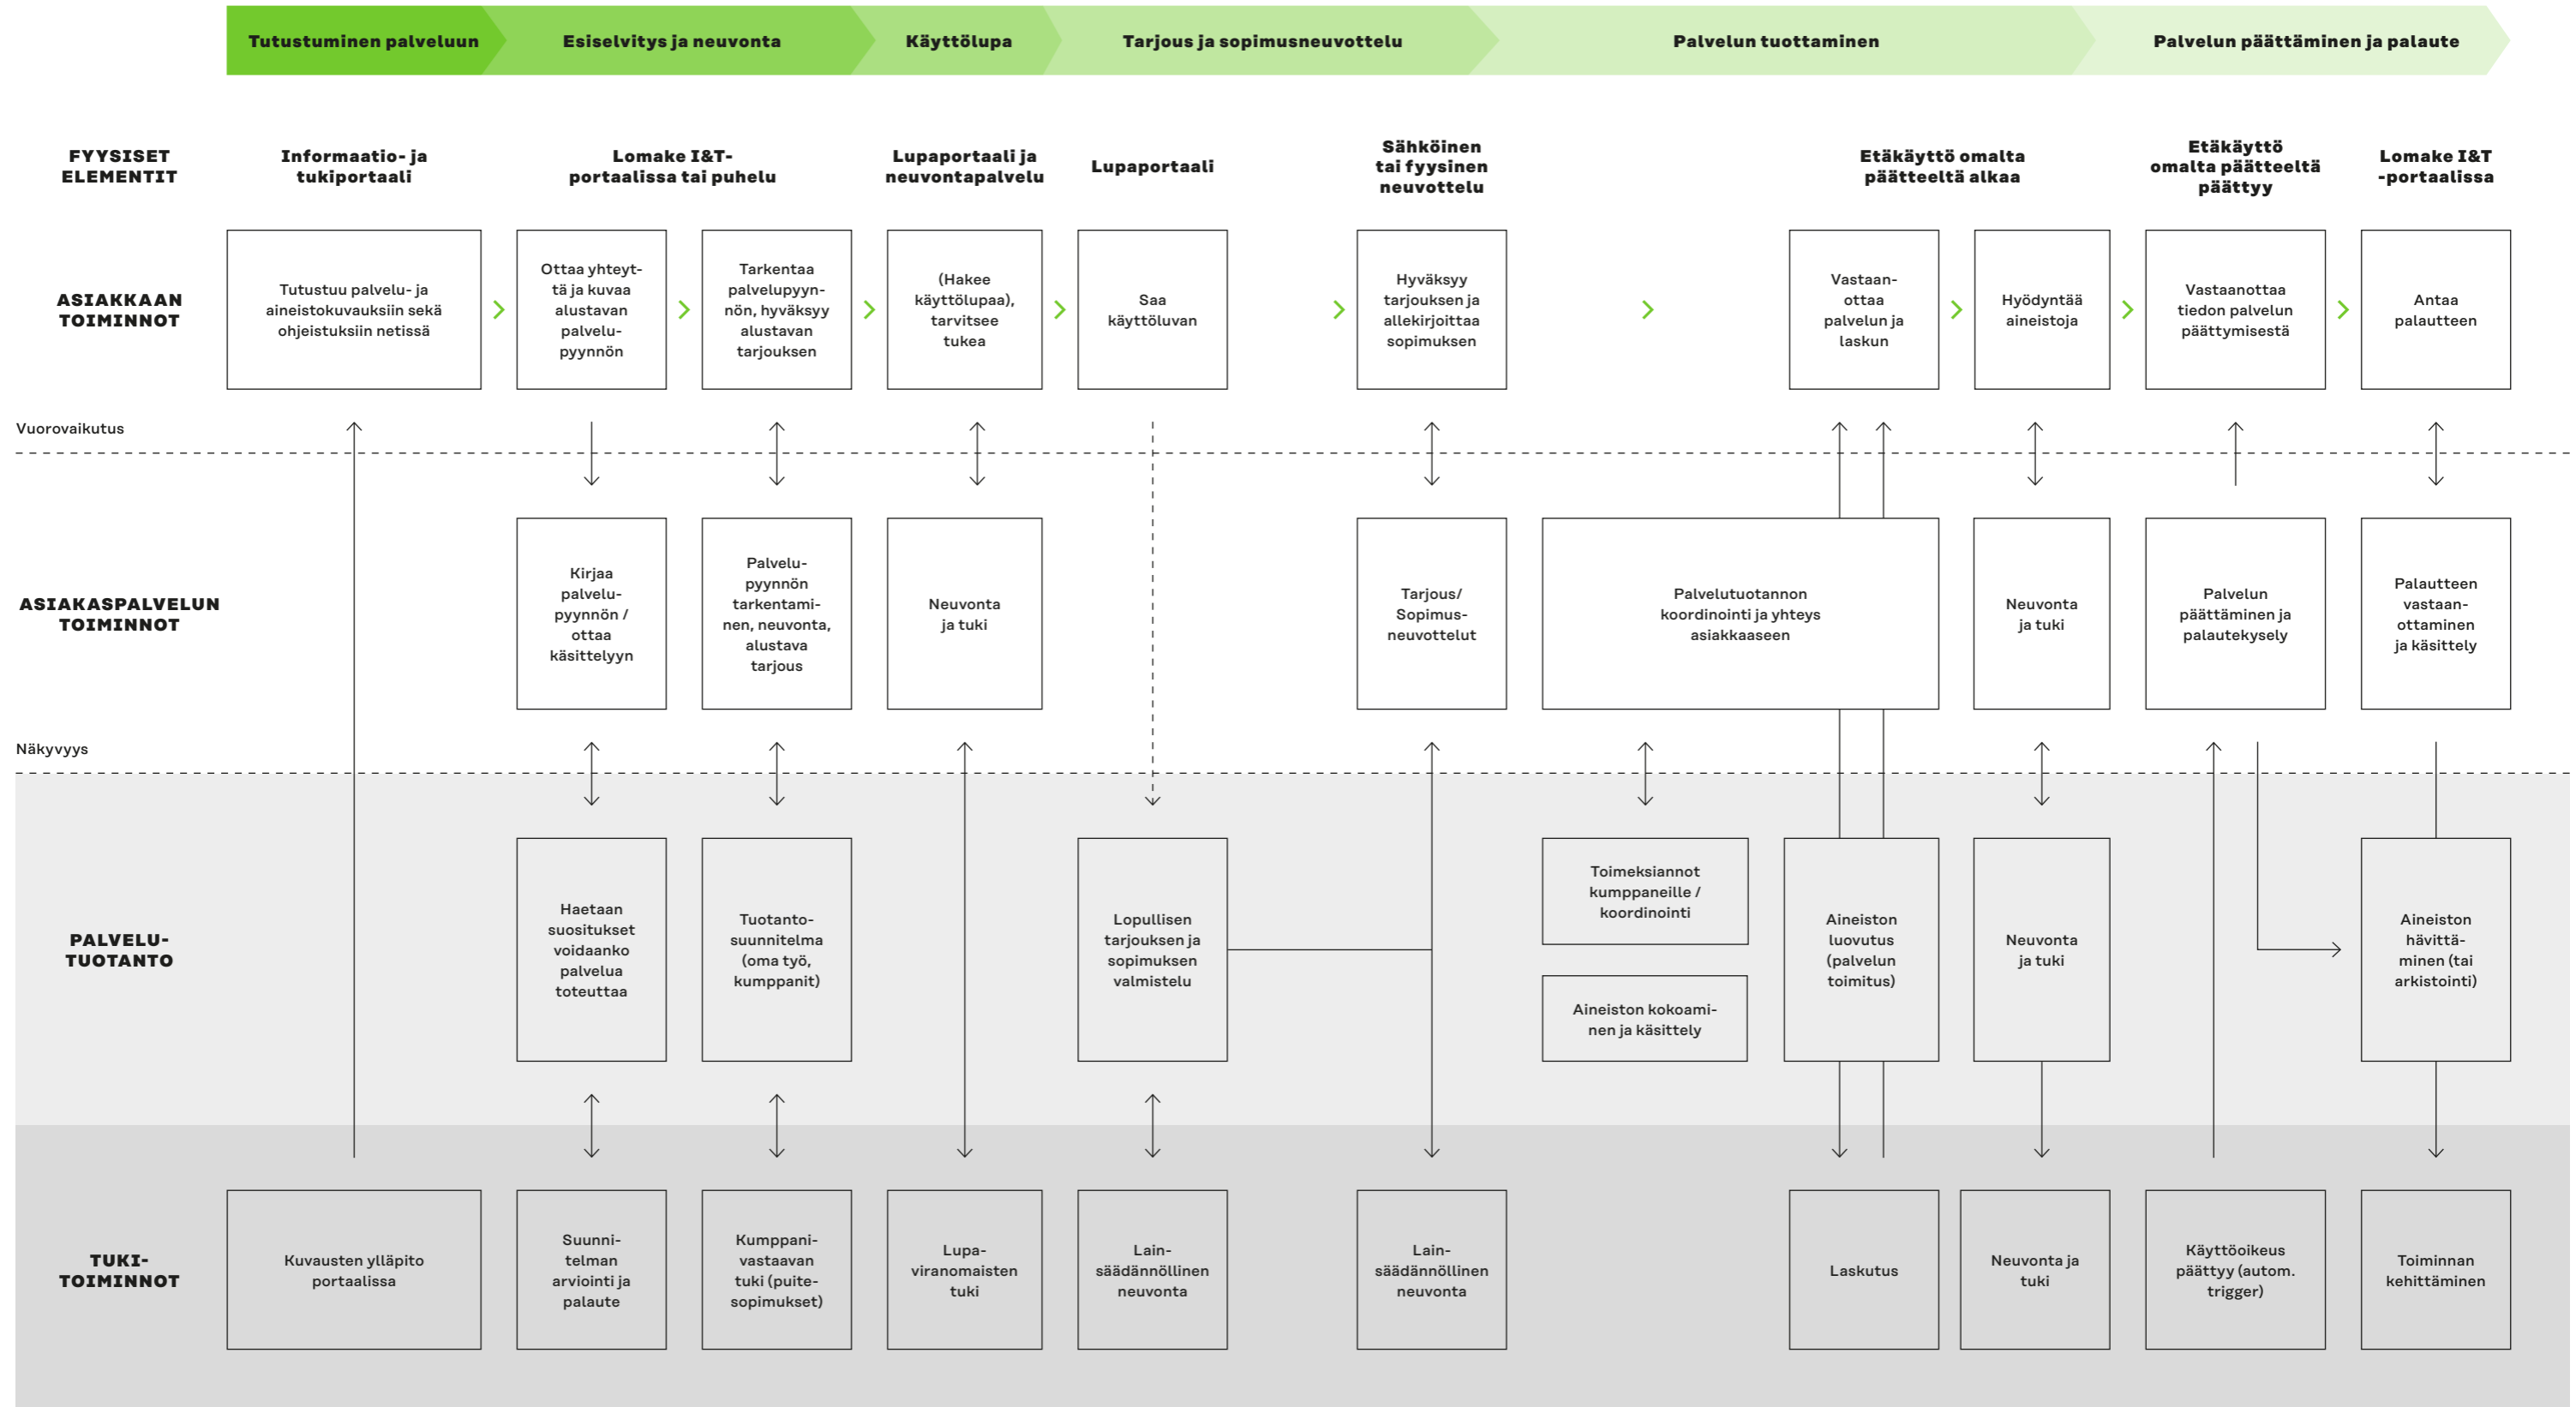 Tutustuminen palveluun
Esiselvitys ja neuvonta
Käyttölupa
Tarjous ja sopimusneuvottelu
Palvelun tuottaminen
Palvelun päättäminen ja palaute
FYYSISET
ELEMENTIT
Informaatio- ja
tukiportaali
Lomake I&T-
portaalissa tai puhelu
Lupaportaali ja
neuvontapalvelu
Lupaportaali
Sähköinen
tai fyysinen
neuvottelu
Etäkäyttö omalta
päätteeltä alkaa
Etäkäyttö
omalta päätteeltä
päättyy
Lomake I&T
-portaalissa
ASIAKKAAN
TOIMINNOT
Tutustuu palvelu- ja
aineistokuvauksiin sekä
ohjeistuksiin netissä
Ottaa yhteyt-
tä ja kuvaa
alustavan
palvelu-
pyynnön
Tarkentaa
palvelupyyn-
nön, hyväksyy
alustavan
tarjouksen
(Hakee
käyttölupaa),
tarvitsee
tukea
Saa
käyttöluvan
Hyväksyy
tarjouksen ja
allekirjoittaa
sopimuksen
Vastaan-
ottaa
palvelun ja
laskun
Hyödyntää
aineistoja
Vastaanottaa
tiedon palvelun
päättymisestä
Antaa
palautteen
Vuorovaikutus
ASIAKASPALVELUN
TOIMINNOT
Kirjaa
palvelu-
pyynnön /
ottaa
käsittelyyn
Palvelu-
pyynnön
tarkentami-
nen, neuvonta,
alustava
tarjous
Neuvonta
ja tuki
Tarjous/
Sopimus-
neuvottelut
Palvelutuotannon
koordinointi ja yhteys
asiakkaaseen
Neuvonta
ja tuki
Palvelun
päättäminen ja
palautekysely
Palautteen
vastaan-
ottaminen
ja käsittely
Näkyvyys
PALVELU-
TUOTANTO
Haetaan
suositukset
voidaanko
palvelua
toteuttaa
Tuotanto-
suunnitelma
(oma työ,
kumppanit)
Lopullisen
tarjouksen ja
sopimuksen
valmistelu
Toimeksiannot
kumppaneille /
koordinointi
Aineiston kokoami-
nen ja käsittely
Aineiston
luovutus
(palvelun
toimitus)
Neuvonta
ja tuki
Aineiston
hävittä-
minen (tai
arkistointi)
TUKI-
TOIMINNOT
Kuvausten ylläpito
portaalissa
Suunni-
telman
arviointi ja
palaute
Kumppani-
vastaavan
tuki (puite-
sopimukset)
Lupa-
viranomaisten
tuki
Lain-
säädännöllinen
neuvonta
Lain-
säädännöllinen
neuvonta
Laskutus
Neuvonta ja
tuki
Käyttöoikeus
päättyy (autom.
trigger)
Toiminnan
kehittäminen